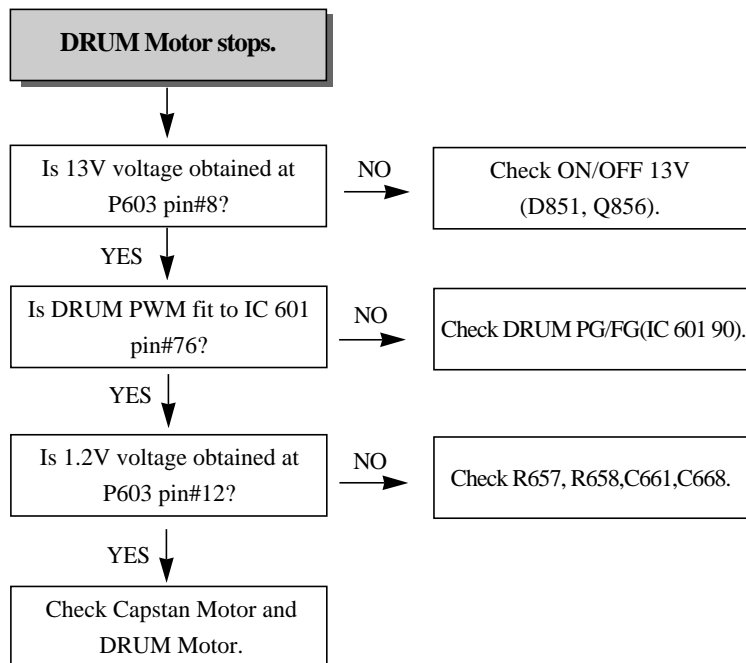 DRUM Motor stops.
Is 13V voltage obtained at
P603 pin#8?
NO
Check ON/OFF 13V
(D851, Q856).
YES
Is DRUM PWM fit to IC 601
pin#76?
NO
Check DRUM PG/FG(IC 601 90).
YES
Is 1.2V voltage obtained at
P603 pin#12?
NO
Check R657, R658,C661,C668.
YES
Check Capstan Motor and
DRUM Motor.